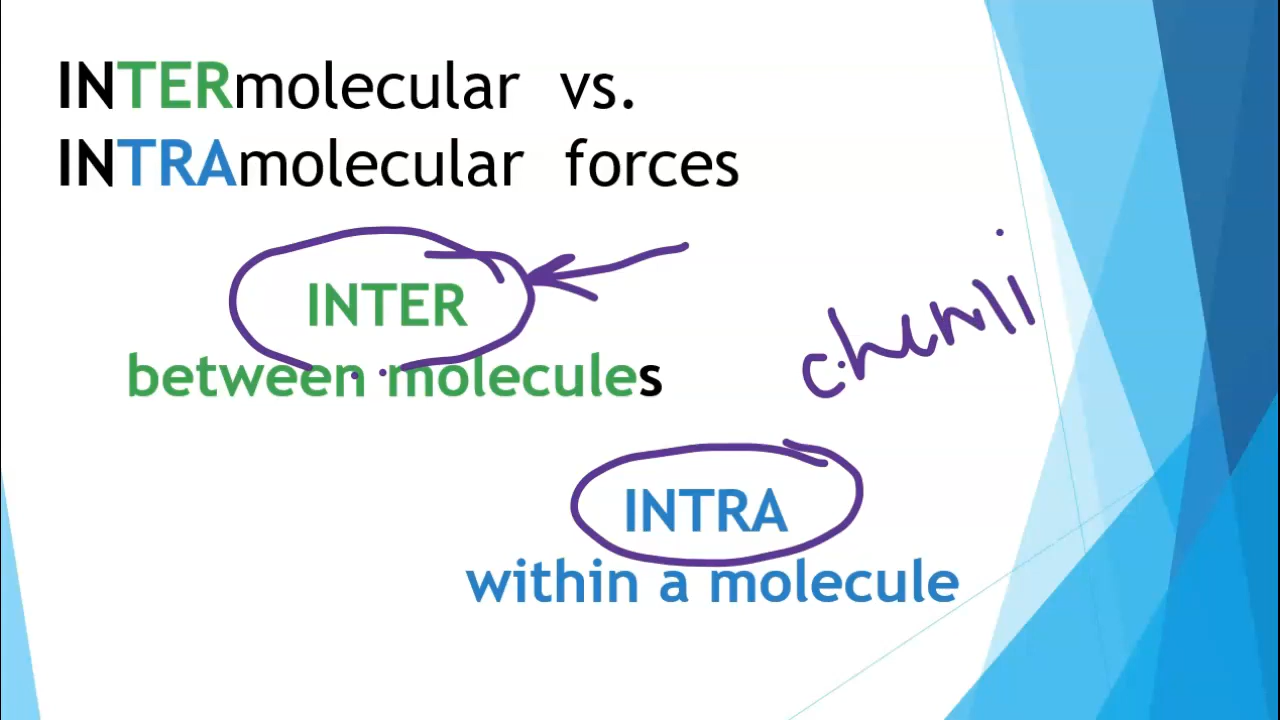 INTERmolecular vs.
INTRAmolecular forces
INTER
between molecules
INTRA
within a molecule